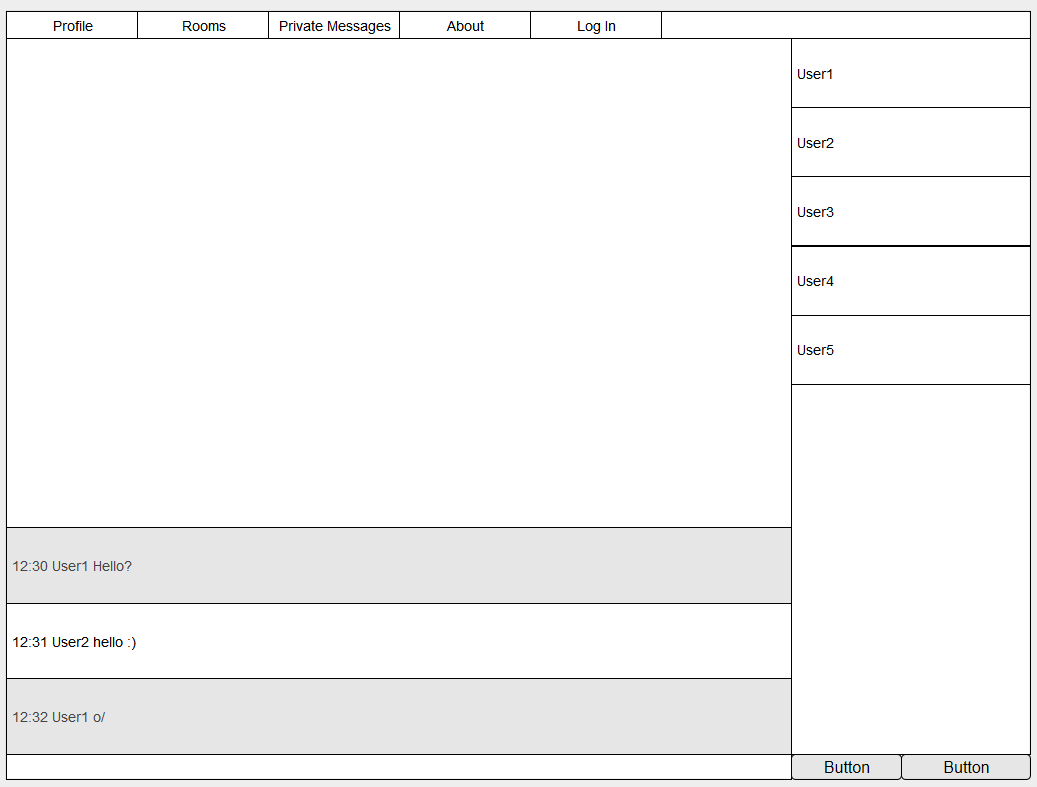 Profile Rooms Private Messages About Log In
User1
User2
User3
User4
User5
12:30 User1 Hello?
12:31 User2 hello :)
12:32 User1 o/
Button Button